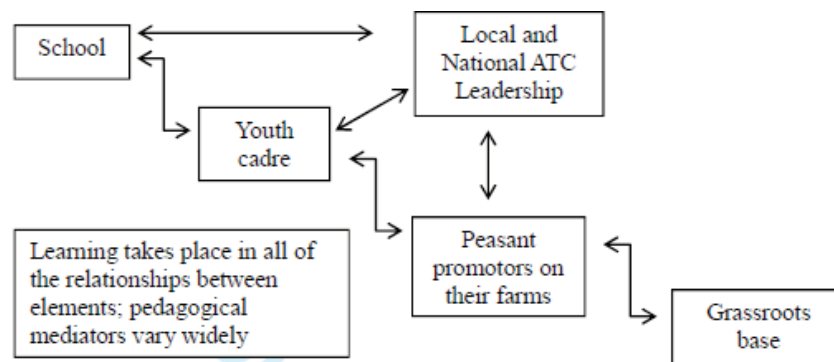 School
Local and
National ATC
Leadership
Youth
cadre
Learning takes place in all of
the relationships between
elements; pedagogical
mediators vary widely
Peasant
promotors on
their farms
Grassroots
base